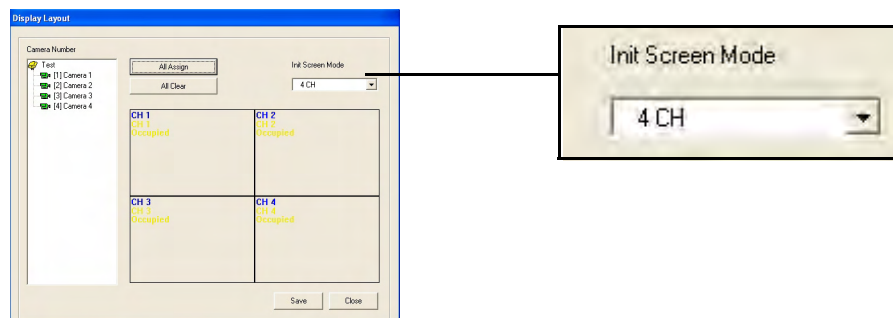 Display Layout
Camera Number
Test
[1] Camera 1
[2] Camera 2
[3] Camera 3
[4] Camera 4
All Assign
All Clear
Init Screen Mode
4 CH
CH 1
CH 1
Occupied
CH 2
CH 2
Occupied
CH 3
CH 3
Occupied
CH 4
CH 4
Occupied
Save
Close
Init Screen Mode
4 CH